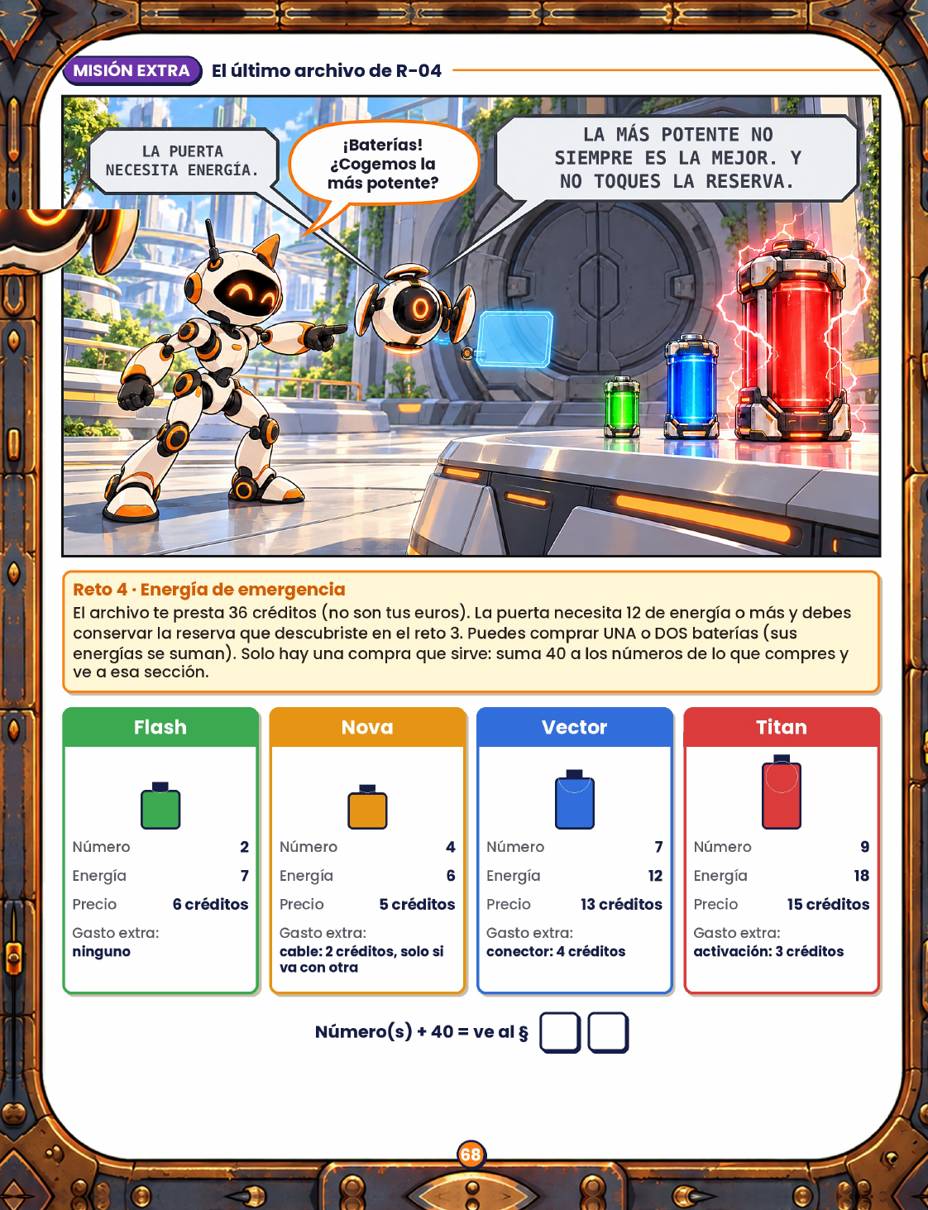 MISIÓN EXTRA El último archivo de R-04
LA PUERTA
NECESITA ENERGÍA.
¡Baterías!
¿Cogemos la
más potente?
LA MÁS POTENTE NO
SIEMPRE ES LA MEJOR. Y
NO TOQUES LA RESERVA.
Reto 4 · Energía de emergencia
El archivo te presta 36 créditos (no son tus euros). La puerta necesita 12 de energía o más y debes
conservar la reserva que descubriste en el reto 3. Puedes comprar UNA o DOS baterías (sus
energías se suman). Solo hay una compra que sirve: suma 40 a los números de lo que compres y
ve a esa sección.
Flash
Número 2
Energía 7
Precio 6 créditos
Gasto extra:
ninguno
Nova
Número 4
Energía 6
Precio 5 créditos
Gasto extra:
cable: 2 créditos, solo si
va con otra
Vector
Número 7
Energía 12
Precio 13 créditos
Gasto extra:
conector: 4 créditos
Titan
Número 9
Energía 18
Precio 15 créditos
Gasto extra:
activación: 3 créditos
Número(s) + 40 = ve al §
68